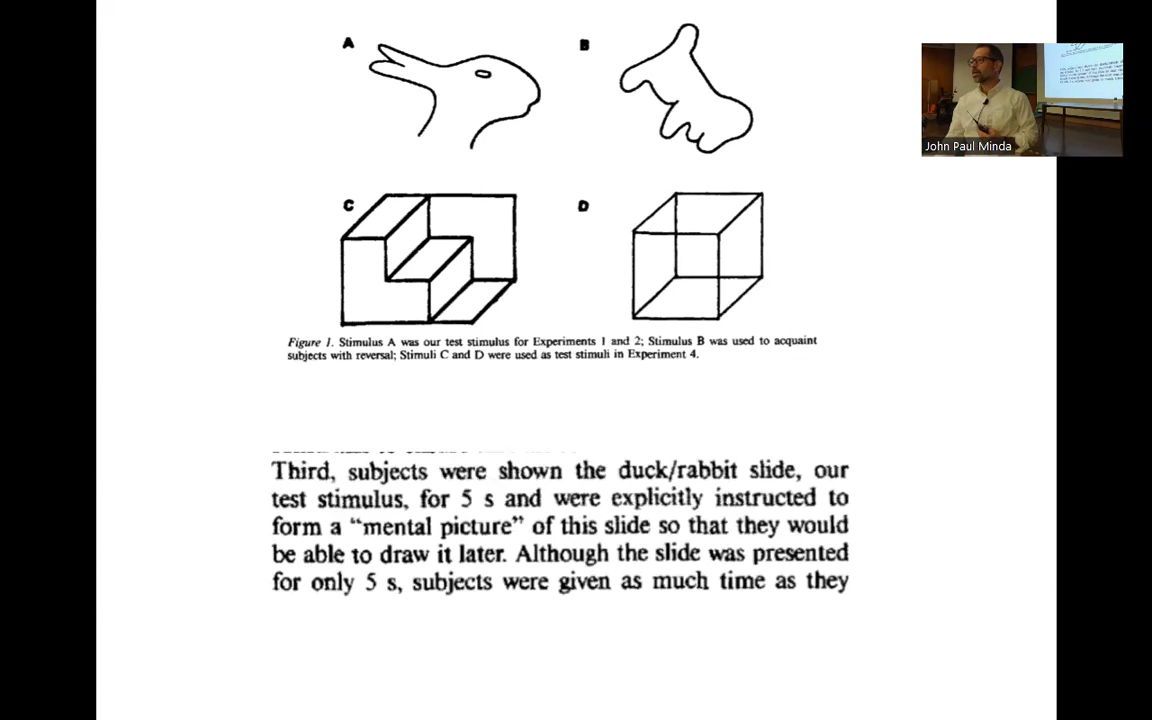 A
B
John Paul Minda
C
D
Figure 1. Stimulus A was our test stimulus for Experiments 1 and 2; Stimulus B was used to acquaint
subjects with reversal; Stimuli C and D were used as test stimuli in Experiment 4.
Third, subjects were shown the duck/rabbit slide, our
test stimulus, for 5 s and were explicitly instructed to
form a “mental picture” of this slide so that they would
be able to draw it later. Although the slide was presented
for only 5 s, subjects were given as much time as they